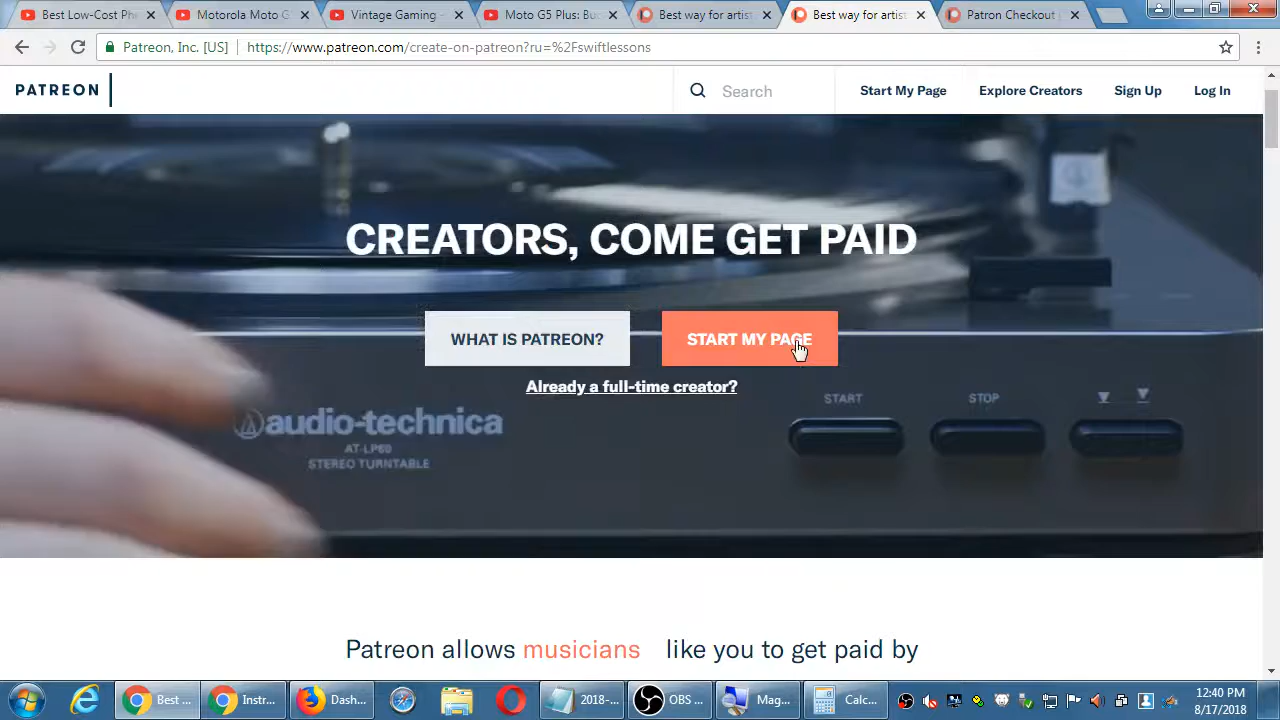 Best Low Cost Ph
Motorola Moto G
Vintage Gaming -
Moto G5 Plus: Bu
Best way for artis
Best way for artis
Patron Checkout
Patreon, Inc. [US]
https://www.patreon.com/create-on-patreon?ru=%2Fswiftlessons
PATREON
Search
Start My Page
Explore Creators
Sign Up
Log In
CREATORS, COME GET PAID
WHAT IS PATREON?
START MY PAGE
Already a full-time creator?
audio-technica
AT-LP60
STEREO TURNTABLE
START
STOP
Patreon allows musicians like you to get paid by
Best ...
Instr...
Dash...
2018-...
OBS ...
Mag...
Calc...
12:40 PM
8/17/2018